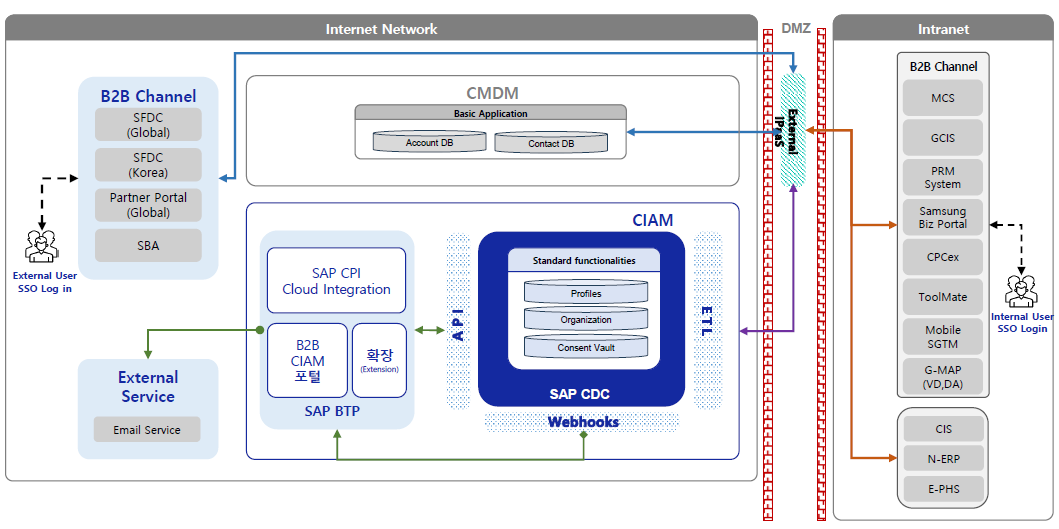 Internet Network
DMZ
Intranet
B2B Channel
SFDC
(Global)
SFDC
(Korea)
Partner Portal
(Global)
SBA
External User
SSO Log in
CMDM
Basic Application
Account DB
Contact DB
External
iPaaS
CIAM
SAP CPI
Cloud Integration
B2B
CIAM
포털
확장
(Extension)
SAP BTP
API
Standard functionalities
Profiles
Organization
Consent Vault
SAP CDC
ETL
Webhooks
External
Service
Email Service
B2B Channel
MCS
GCIS
PRM
System
Samsung
Biz Portal
CPCex
ToolMate
Mobile
SGTM
G-MAP
(VD,DA)
CIS
N-ERP
E-PHS
Internal User
SSO Login